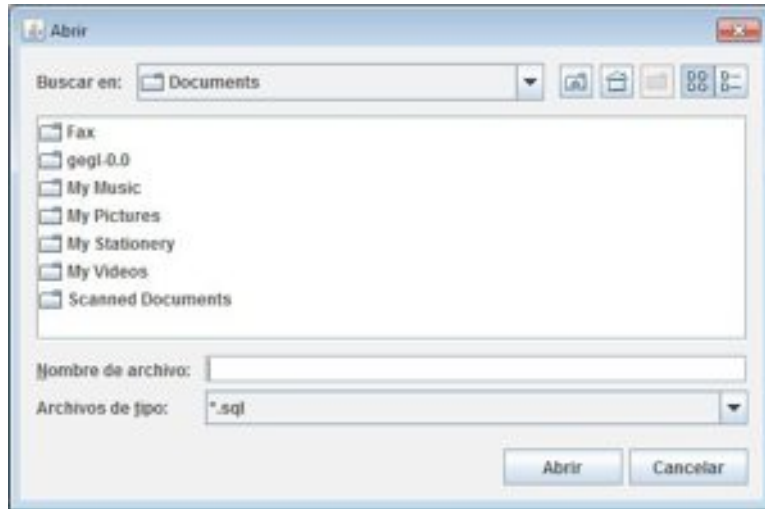 Abrir
Buscar en: Documents
Fax
gegl-0.0
My Music
My Pictures
My Stationery
My Videos
Scanned Documents
Nombre de archivo:
Archivos de tipo: *.sql
Abrir Cancelar